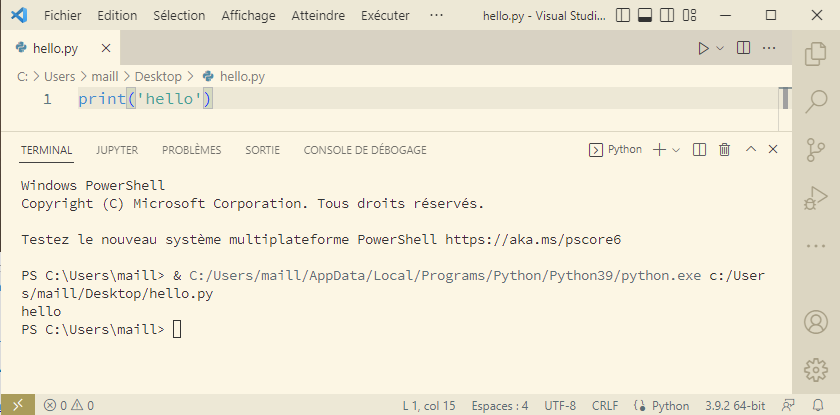 Fichier Edition Sélection Affichage Atteindre Exécuter ··· hello.py - Visual Studi...
hello.py
C: > Users > maill > Desktop > hello.py
1 print('hello')
TERMINAL JUPYTER PROBLÈMES SORTIE CONSOLE DE DÉBOGAGE Python
Windows PowerShell
Copyright (C) Microsoft Corporation. Tous droits réservés.
Testez le nouveau système multiplateforme PowerShell https://aka.ms/pscore6
PS C:\Users\maill> & C:/Users/maill/AppData/Local/Programs/Python/Python39/python.exe c:/User
s/maill/Desktop/hello.py
hello
PS C:\Users\maill>
0 0 L 1, col 15 Espaces : 4 UTF-8 CRLF Python 3.9.2 64-bit